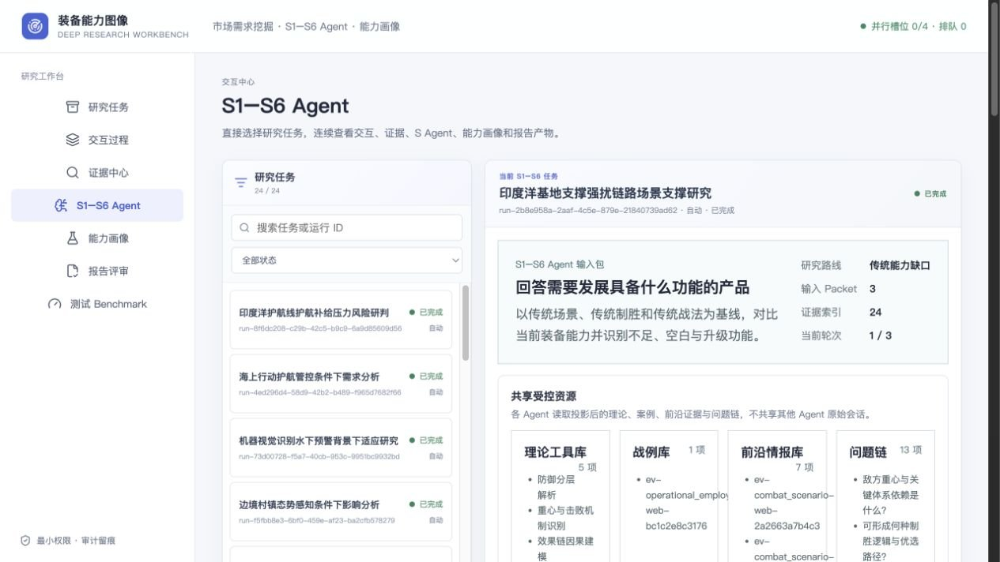 装备能力图像
DEEP RESEARCH WORKBENCH
市场需求挖掘 · S1—S6 Agent · 能力画像
并行槽位 0/4 · 排队 0
研究工作台
研究任务
交互过程
证据中心
S1—S6 Agent
能力画像
报告评审
测试 Benchmark
最小权限 · 审计留痕
交互中心
S1—S6 Agent
直接选择研究任务，连续查看交互、证据、S Agent、能力画像和报告产物。
研究任务
24 / 24
搜索任务或运行 ID
全部状态
印度洋护航线护航补给压力风险研判
已完成
run-8f6dc208-c29b-42c5-b9c9-6a9d85609d56
自动
海上行动护航管控条件下需求分析
已完成
run-4ed296d4-58d9-42b2-b489-f965d7682f66
自动
机器视觉识别水下预警背景下适应研究
已完成
run-73d00728-f5a7-40cb-953c-9951bc9932bd
自动
边境村镇态势感知条件下影响分析
已完成
run-f5fbb8e3-6bf0-459e-af23-ba2cfb578279
自动
当前 S1—S6 任务
印度洋基地支撑强扰链路场景支撑研究
已完成
run-2b8e958a-2aaf-4c5e-879e-21840739ad62 · 自动 · 已完成
S1—S6 Agent 输入包
回答需要发展具备什么功能的产品
以传统场景、传统制胜和传统战法为基线，对比
当前装备能力并识别不足、空白与升级功能。
研究路线 传统能力缺口
输入 Packet 3
证据索引 24
当前轮次 1 / 3
共享受控资源
各 Agent 读取投影后的理论、案例、前沿证据与问题链，不共享其他 Agent 原始会话。
理论工具库
5 项
防御分层
解析
重心与击败机
制识别
效果链因果建
模
战例库
1 项
ev-
operational_employ
web-
bc1c2e8c3176
前沿情报库
7 项
ev-
combat_scenario-
web-
2a2663a7b4c3
ev-
combat_scenario-
问题链
13 项
敌方重心与关
键体系依赖是
什么?
可形成何种制
胜逻辑与优选
路径?